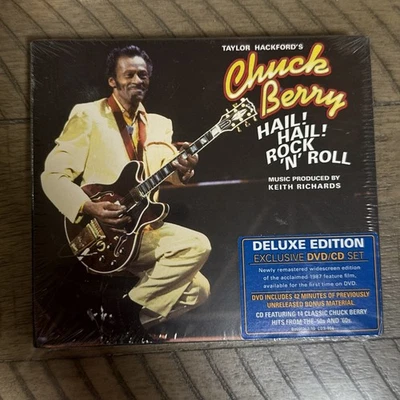 TAYLOR HACKFORD'S
Chuck
Berry
HAIL!
HAIL!
ROCK
'N' ROLL
MUSIC PRODUCED BY
KEITH RICHARDS
DELUXE EDITION
EXCLUSIVE DVD/CD SET
Newly remastered widescreen edition
of the acclaimed 1987 feature film,
available for the first time on DVD.
DVD INCLUDES 42 MINUTES OF PREVIOUSLY
UNRELEASED BONUS MATERIAL
CD FEATURING 14 CLASSIC CHUCK BERRY
HITS FROM THE '50s AND '60s